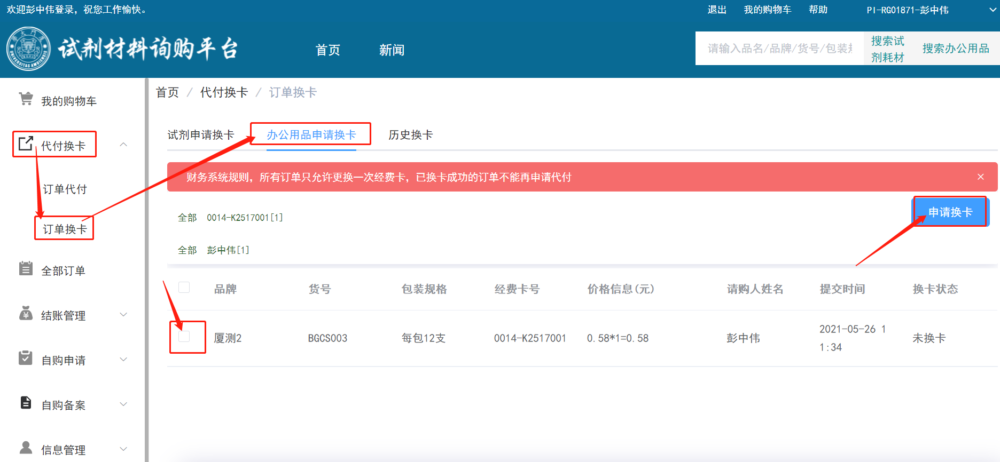 欢迎彭中伟登录，祝您工作愉快。
退出 我的购物车 帮助 PI-RG01871-彭中伟
UNIVERSITAS AMOIENSIS
试剂材料询购平台
首页 新闻
请输入品名/品牌/货号/包装规
搜索试
剂耗材
搜索办公用品
我的购物车
代付换卡
订单代付
订单换卡
全部订单
结账管理
自购申请
自购备案
信息管理
首页 / 代付换卡 / 订单换卡
试剂申请换卡 办公用品申请换卡 历史换卡
财务系统规则，所有订单只允许更换一次经费卡，已换卡成功的订单不能再申请代付
全部 0014-K2517001[1]
申请换卡
全部 彭中伟[1]
品牌 货号 包装规格 经费卡号 价格信息(元) 请购人姓名 提交时间 换卡状态
厦测2 BGCS003 每包12支 0014-K2517001 0.58*1=0.58 彭中伟 2021-05-26 1
1:34 未换卡